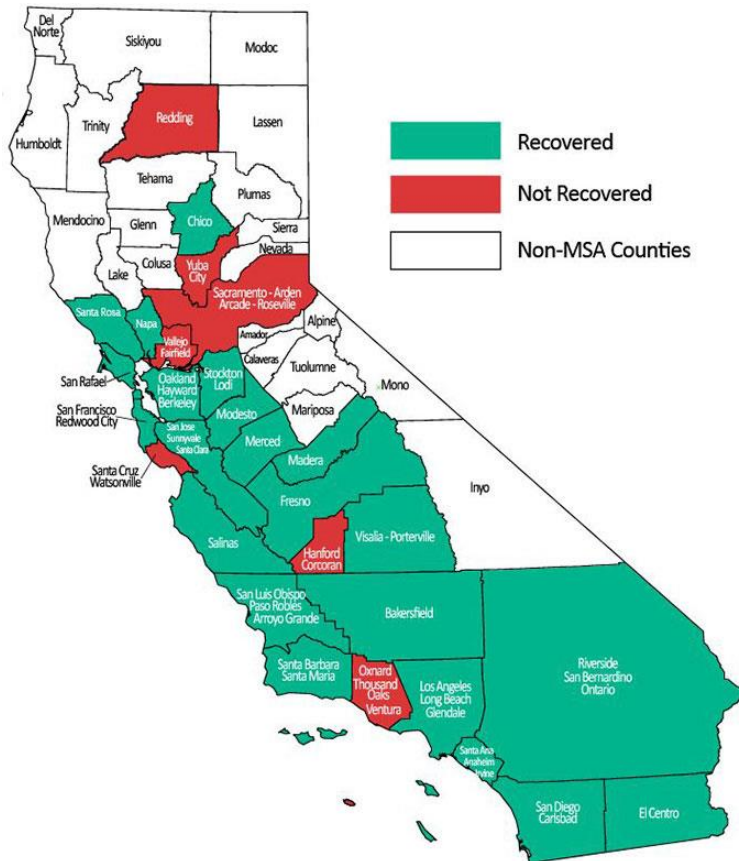 Del
Norte
Siskiyou
Modoc
Humboldt
Trinity
Redding
Lassen
Tehama
Plumas
Mendocino
Glenn
Chico
Sierra
Nevada
Lake
Colusa
Yuba
City
Sacramento - Arden
Arcade - Roseville
Santa Rosa
Napa
Vallejo
Fairfield
Amador
Alpine
Calaveras
Tuolumne
Mono
San Rafael
Oakland
Hayward
Berkeley
Stockton
Lodi
Mariposa
San Francisco
Redwood City
San Jose
Sunnyvale
Santa Clara
Modesto
Merced
Madera
Santa Cruz
Watsonville
Fresno
Inyo
Salinas
Hanford
Corcoran
Visalia - Porterville
San Luis Obispo
Paso Robles
Arroyo Grande
Bakersfield
Santa Barbara
Santa Maria
Oxnard
Thousand
Oaks
Ventura
Los Angeles
Long Beach
Glendale
Riverside
San Bernardino
Ontario
Santa Ana
Anaheim
Irvine
San Diego
Carlsbad
El Centro
Recovered
Not Recovered
Non-MSA Counties